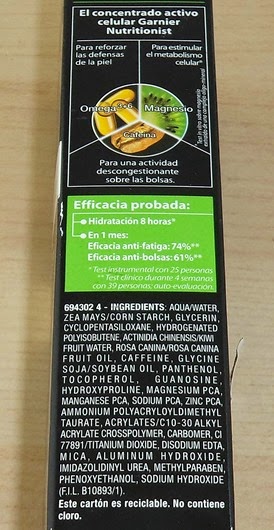 El concentrado activo
celular Garnier
Nutritionist
Para reforzar
las defensas
de la piel
Para estimular
el metabolismo
celular*
Omega 3+6
Magnesio
Cafeína
Para una actividad
descongestionante
sobre las bolsas.
Eficacia probada:
Hidratación 8 horas*
En 1 mes:
Eficacia anti-fatiga: 74%**
Eficacia anti-bolsas: 61%**
*Test instrumental con 25 personas
**Test clínico durante 4 semanas
con 39 personas; auto-evaluación.
694302 4 - INGREDIENTS: AQUA/WATER,
ZEA MAYS/CORN STARCH, GLYCERIN,
CYCLOPENTASILOXANE, HYDROGENATED
POLYISOBUTENE, ACTINIDIA CHINENSIS/KIWI
FRUIT WATER, ROSA CANINA/ROSA CANINA
FRUIT OIL, CAFFEINE, GLYCINE
SOJA/SOYBEAN OIL, PANTHENOL,
TOCOPHEROL, GUANOSINE,
HYDROXYPROLINE, MAGNESIUM PCA,
MANGANESE PCA, SODIUM PCA, ZINC PCA,
AMMONIUM POLYACRYLOYLDIMETHYL
TAURATE, ACRYLATES/C10-30 ALKYL
ACRYLATE CROSSPOLYMER, CARBOMER, CI
77891/TITANIUM DIOXIDE, DISODIUM EDTA,
MICA, ALUMINUM HYDROXIDE,
IMIDAZOLIDINYL UREA, METHYLPARABEN,
PHENOXYETHANOL, SODIUM HYDROXIDE
(F.I.L. B10893/1).
Este cartón es reciclable. No contiene
cloro.